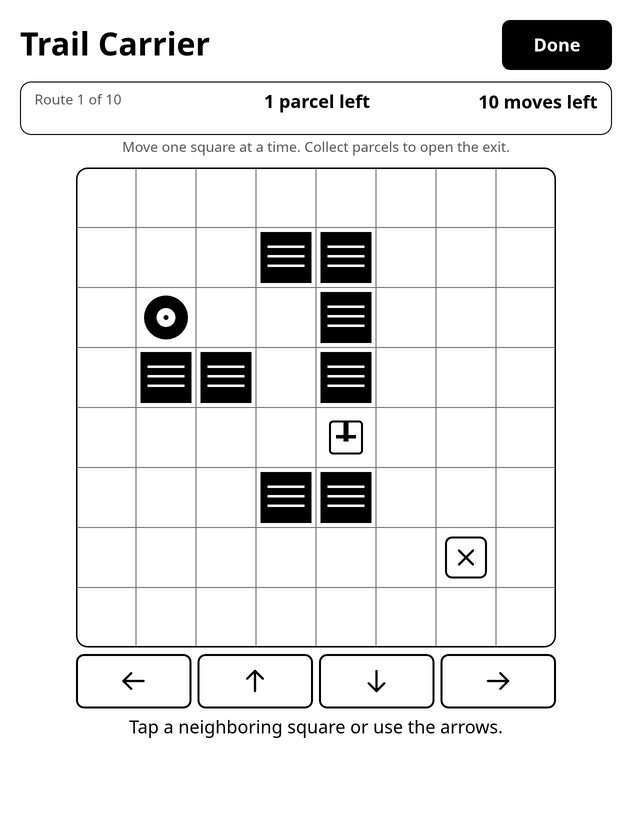 Trail Carrier
Done
Route 1 of 10
1 parcel left
10 moves left
Move one square at a time. Collect parcels to open the exit.
Tap a neighboring square or use the arrows.